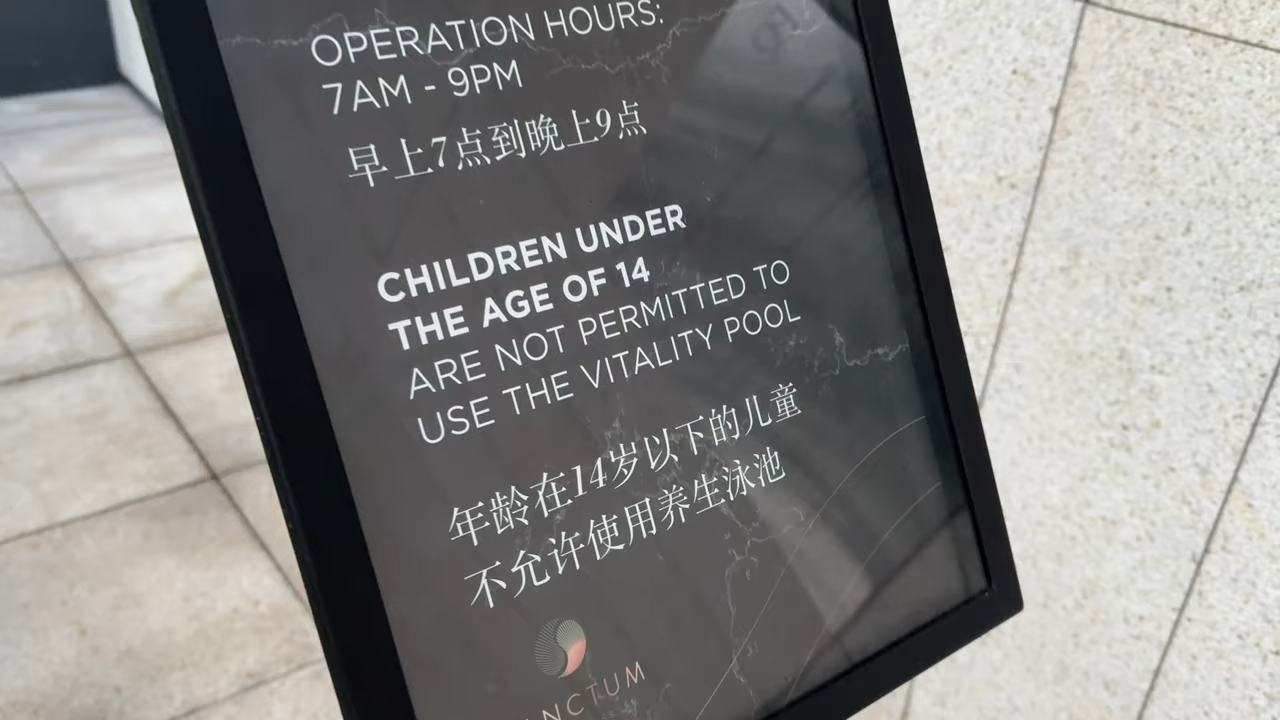 OPERATION HOURS:
7AM - 9PM
早上7点到晚上9点
CHILDREN UNDER
THE AGE OF 14
ARE NOT PERMITTED TO
USE THE VITALITY POOL
年龄在14岁以下的儿童
不允许使用养生泳池